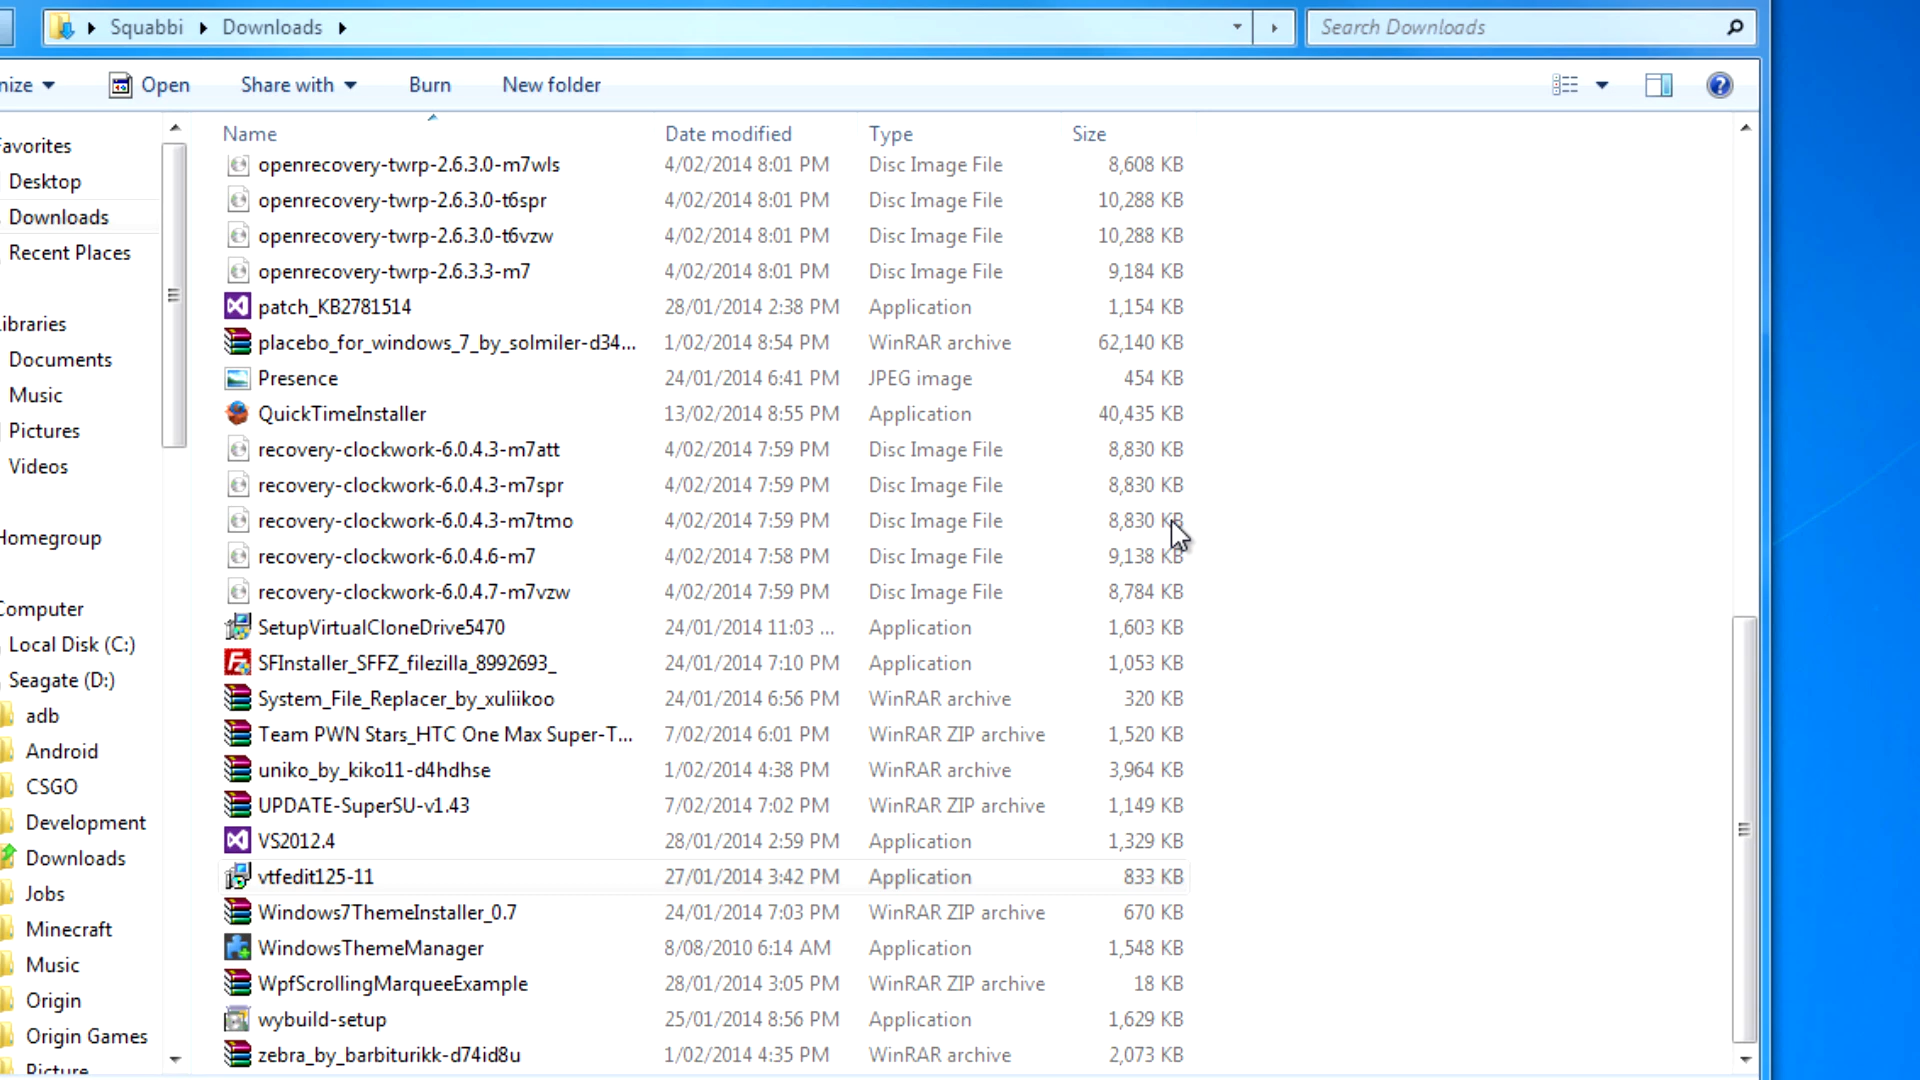 Squabbi Downloads
Search Downloads
nize Open Share with Burn New folder
Name Date modified Type Size
openrecovery-twrp-2.6.3.0-m7wls 4/02/2014 8:01 PM Disc Image File 8,608 KB
openrecovery-twrp-2.6.3.0-t6spr 4/02/2014 8:01 PM Disc Image File 10,288 KB
openrecovery-twrp-2.6.3.0-t6vzw 4/02/2014 8:01 PM Disc Image File 10,288 KB
openrecovery-twrp-2.6.3.3-m7 4/02/2014 8:01 PM Disc Image File 9,184 KB
patch_KB2781514 28/01/2014 2:38 PM Application 1,154 KB
placebo_for_windows_7_by_solmiler-d34... 1/02/2014 8:54 PM WinRAR archive 62,140 KB
Presence 24/01/2014 6:41 PM JPEG image 454 KB
QuickTimeInstaller 13/02/2014 8:55 PM Application 40,435 KB
recovery-clockwork-6.0.4.3-m7att 4/02/2014 7:59 PM Disc Image File 8,830 KB
recovery-clockwork-6.0.4.3-m7spr 4/02/2014 7:59 PM Disc Image File 8,830 KB
recovery-clockwork-6.0.4.3-m7tmo 4/02/2014 7:59 PM Disc Image File 8,830 KB
recovery-clockwork-6.0.4.6-m7 4/02/2014 7:58 PM Disc Image File 9,138 KB
recovery-clockwork-6.0.4.7-m7vzw 4/02/2014 7:59 PM Disc Image File 8,784 KB
SetupVirtualCloneDrive5470 24/01/2014 11:03 ... Application 1,603 KB
SFInstaller_SFFZ_filezilla_8992693_ 24/01/2014 7:10 PM Application 1,053 KB
System_File_Replacer_by_xuliikoo 24/01/2014 6:56 PM WinRAR archive 320 KB
Team PWN Stars_HTC One Max Super-T... 7/02/2014 6:01 PM WinRAR ZIP archive 1,520 KB
uniko_by_kiko11-d4hdhse 1/02/2014 4:38 PM WinRAR archive 3,964 KB
UPDATE-SuperSU-v1.43 7/02/2014 7:02 PM WinRAR ZIP archive 1,149 KB
VS2012.4 28/01/2014 2:59 PM Application 1,329 KB
vtfedit125-11 27/01/2014 3:42 PM Application 833 KB
Windows7ThemeInstaller_0.7 24/01/2014 7:03 PM WinRAR ZIP archive 670 KB
WindowsThemeManager 8/08/2010 6:14 AM Application 1,548 KB
WpfScrollingMarqueeExample 28/01/2014 3:05 PM WinRAR ZIP archive 18 KB
wybuild-setup 25/01/2014 8:56 PM Application 1,629 KB
zebra_by_barbiturikk-d74id8u 1/02/2014 4:35 PM WinRAR archive 2,073 KB
avorites
Desktop
Downloads
Recent Places
ibraries
Documents
Music
Pictures
Videos
Homegroup
Computer
Local Disk (C:)
Seagate (D:)
adb
Android
CSGO
Development
Downloads
Jobs
Minecraft
Music
Origin
Origin Games
Picture